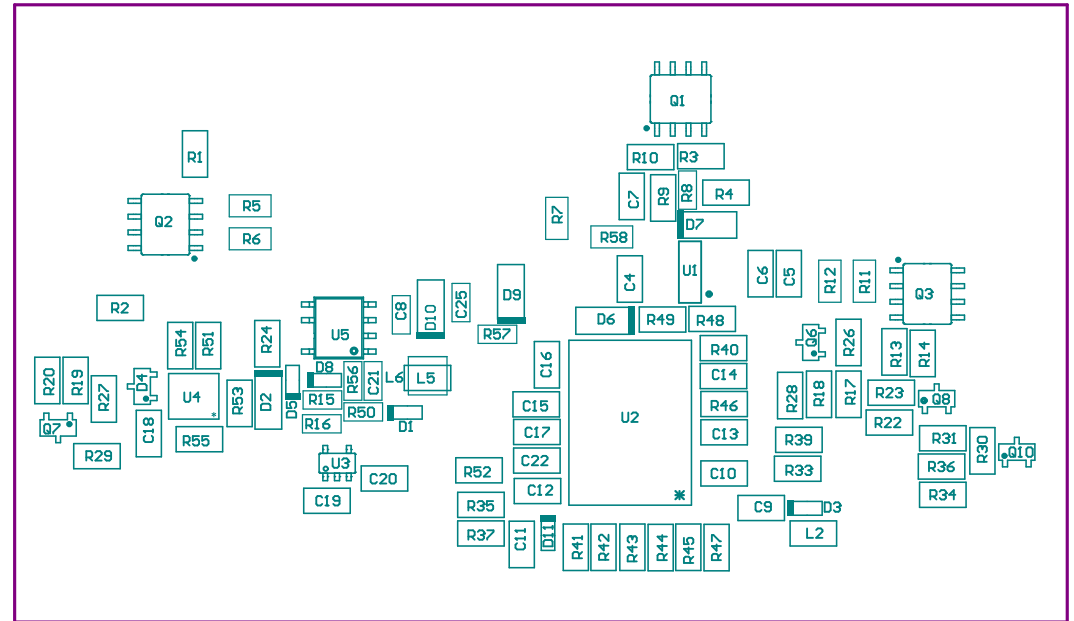 Q1
R1
R10
R3
R5
Q2
R6
C7
R9
R8
R4
R7
D7
R58
R2
C4
U1
C6
C5
R12
R11
Q3
R54
R51
R24
U5
C8
D10
C25
D9
R57
D6
R49
R48
R40
Q6
R26
R13
R14
R20
R19
R27
D4
U4
R53
D2
D5
D8
R56
C21
L6
L5
C16
C14
R28
R18
R17
R23
Q8
R15
R50
D1
C15
U2
R46
R22
Q7
C18
R55
R16
C17
C13
R39
R31
R30
Q10
R29
U3
C20
R52
C22
C10
R33
R36
C19
R35
C12
C9
D3
R34
R37
C11
D11
R41
R42
R43
R44
R45
R47
L2